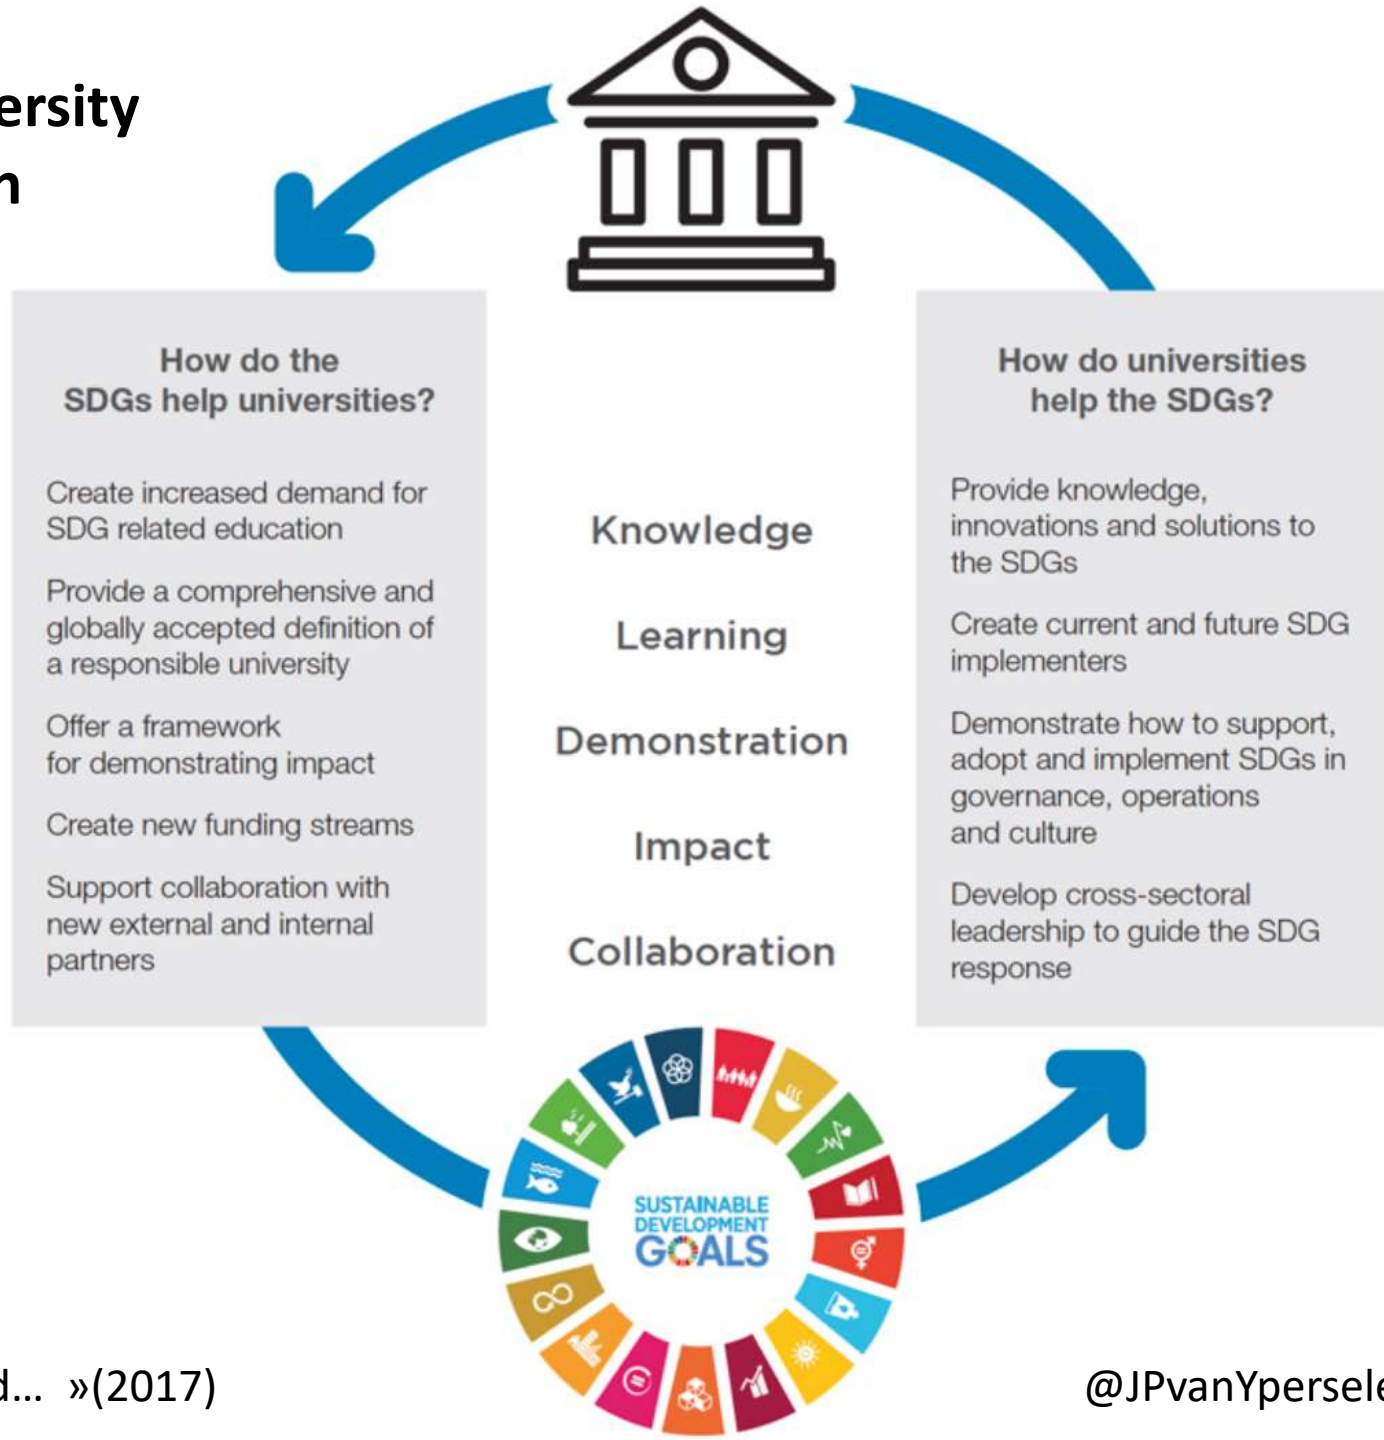 ersity
n
How do the
SDGs help universities?
Create increased demand for
SDG related education
Provide a comprehensive and
globally accepted definition of
a responsible university
Offer a framework
for demonstrating impact
Create new funding streams
Support collaboration with
new external and internal
partners
Knowledge
Learning
Demonstration
Impact
Collaboration
How do universities
help the SDGs?
Provide knowledge,
innovations and solutions to
the SDGs
Create current and future SDG
implementers
Demonstrate how to support,
adopt and implement SDGs in
governance, operations
and culture
Develop cross-sectoral
leadership to guide the SDG
response
SUSTAINABLE
DEVELOPMENT
GOALS
d... »(2017)
@JPvanYpersele